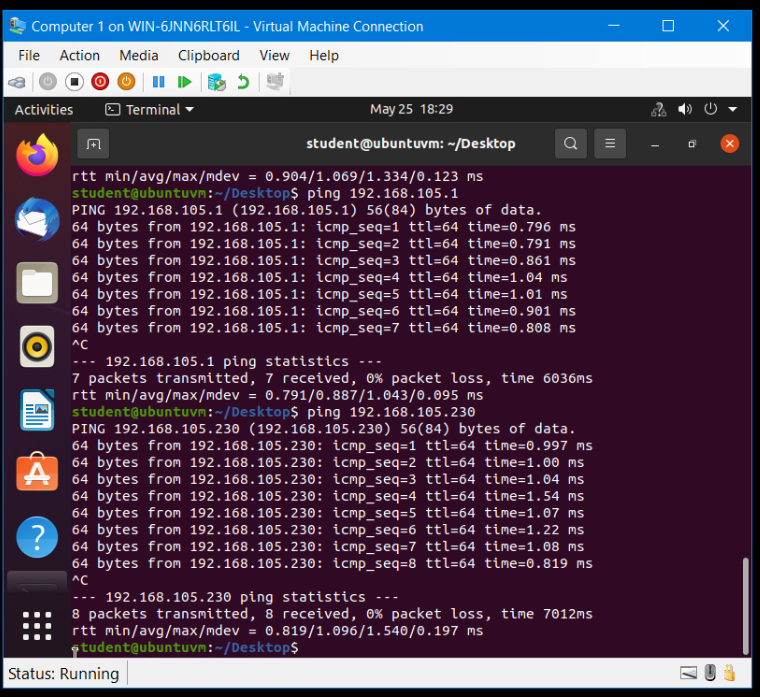 Computer 1 on WIN-6JNN6RLT6IL - Virtual Machine Connection
File Action Media Clipboard View Help
Activities Terminal May 25 18:29
student@ubuntuvm: ~/Desktop
rtt min/avg/max/mdev = 0.904/1.069/1.334/0.123 ms
student@ubuntuvm:~/Desktop$ ping 192.168.105.1
PING 192.168.105.1 (192.168.105.1) 56(84) bytes of data.
64 bytes from 192.168.105.1: icmp_seq=1 ttl=64 time=0.796 ms
64 bytes from 192.168.105.1: icmp_seq=2 ttl=64 time=0.791 ms
64 bytes from 192.168.105.1: icmp_seq=3 ttl=64 time=0.861 ms
64 bytes from 192.168.105.1: icmp_seq=4 ttl=64 time=1.04 ms
64 bytes from 192.168.105.1: icmp_seq=5 ttl=64 time=1.01 ms
64 bytes from 192.168.105.1: icmp_seq=6 ttl=64 time=0.901 ms
64 bytes from 192.168.105.1: icmp_seq=7 ttl=64 time=0.808 ms
^C
--- 192.168.105.1 ping statistics ---
7 packets transmitted, 7 received, 0% packet loss, time 6036ms
rtt min/avg/max/mdev = 0.791/0.887/1.043/0.095 ms
student@ubuntuvm:~/Desktop$ ping 192.168.105.230
PING 192.168.105.230 (192.168.105.230) 56(84) bytes of data.
64 bytes from 192.168.105.230: icmp_seq=1 ttl=64 time=0.997 ms
64 bytes from 192.168.105.230: icmp_seq=2 ttl=64 time=1.00 ms
64 bytes from 192.168.105.230: icmp_seq=3 ttl=64 time=1.04 ms
64 bytes from 192.168.105.230: icmp_seq=4 ttl=64 time=1.54 ms
64 bytes from 192.168.105.230: icmp_seq=5 ttl=64 time=1.07 ms
64 bytes from 192.168.105.230: icmp_seq=6 ttl=64 time=1.22 ms
64 bytes from 192.168.105.230: icmp_seq=7 ttl=64 time=1.08 ms
64 bytes from 192.168.105.230: icmp_seq=8 ttl=64 time=0.819 ms
^C
--- 192.168.105.230 ping statistics ---
8 packets transmitted, 8 received, 0% packet loss, time 7012ms
rtt min/avg/max/mdev = 0.819/1.096/1.540/0.197 ms
student@ubuntuvm:~/Desktop$
Status: Running